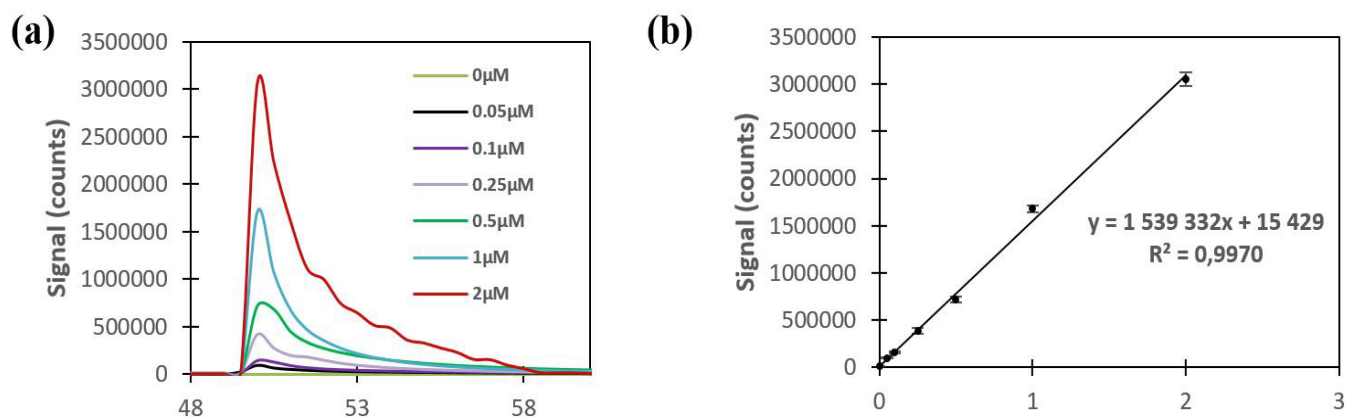 (a)
Signal (counts)
3500000
3000000
2500000
2000000
1500000
1000000
500000
0
48
53
58
0µM
0.05µM
0.1µM
0.25µM
0.5µM
1µM
2µM
(b)
Signal (counts)
3500000
3000000
2500000
2000000
1500000
1000000
500000
0
0
1
2
3
y = 1 539 332x + 15 429
R² = 0,9970